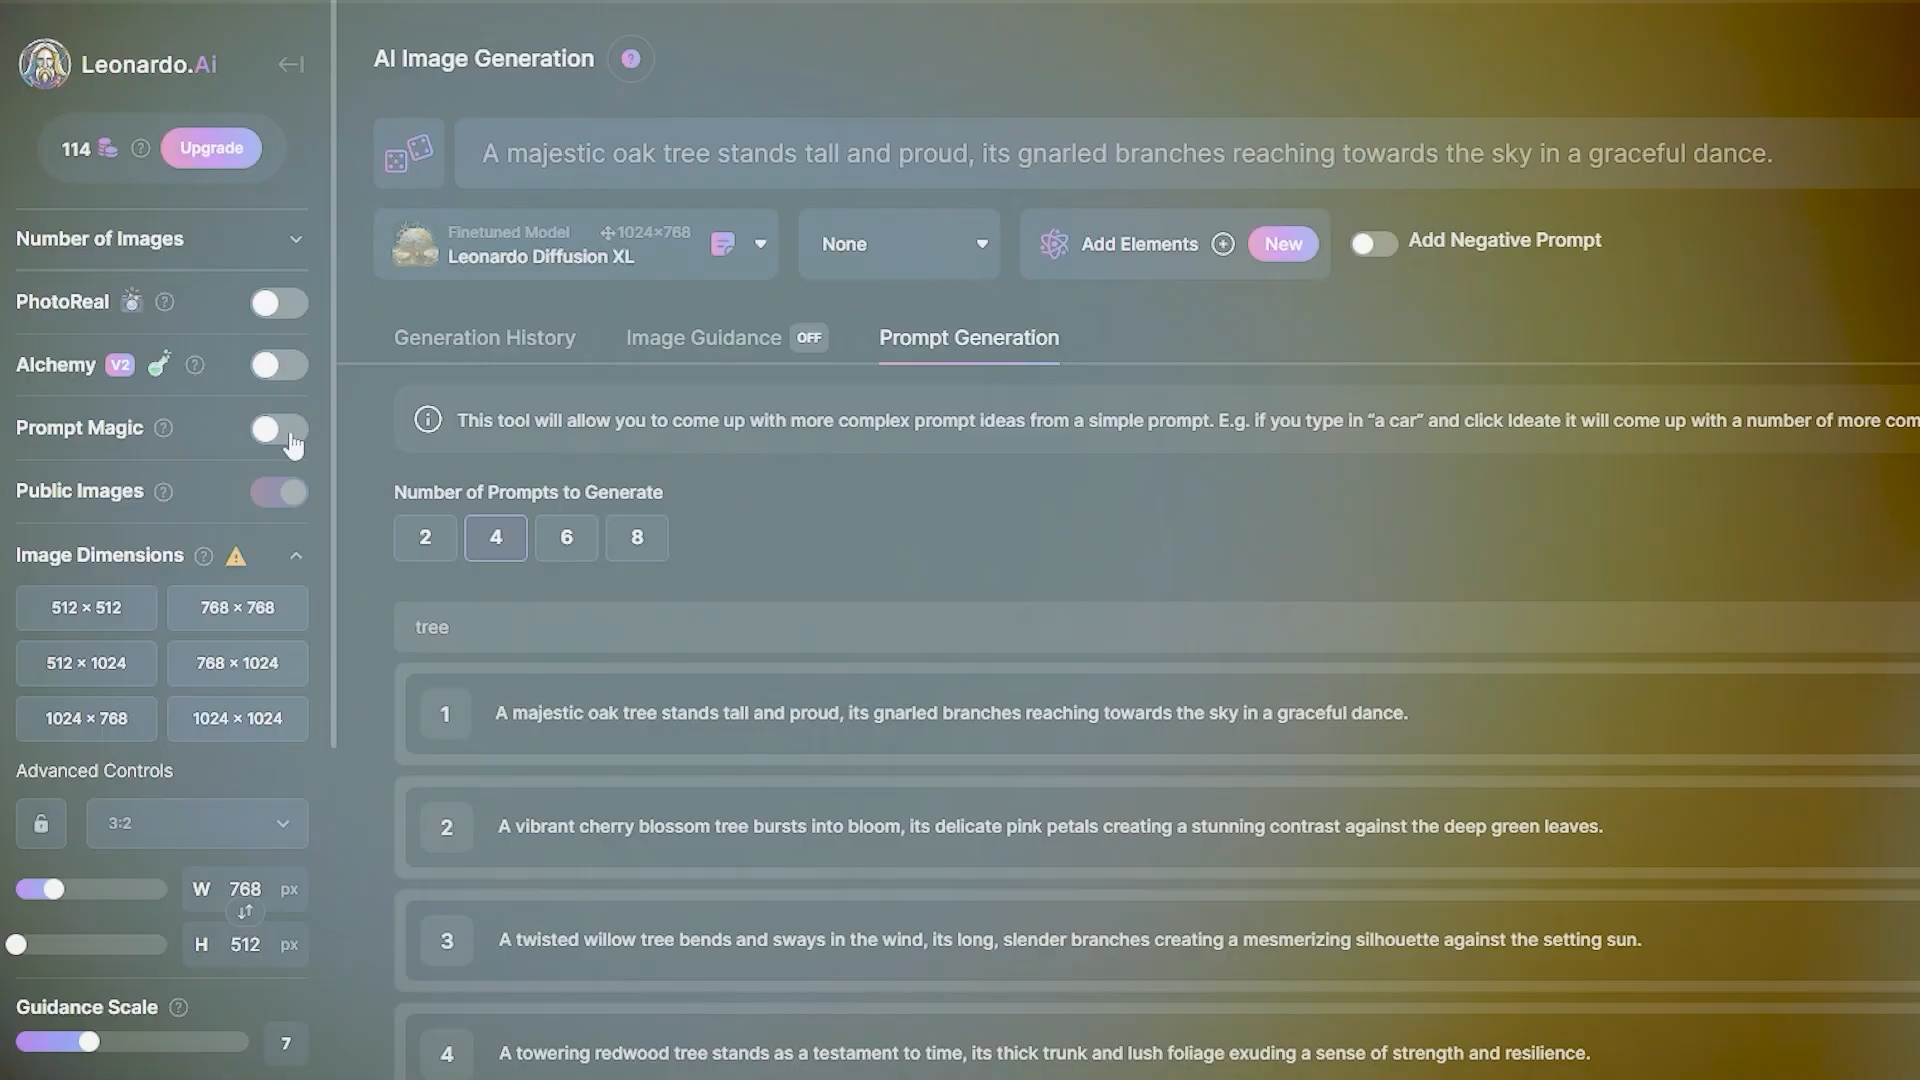 Leonardo.Ai
114
Upgrade
Number of Images
PhotoReal
Alchemy V2
Prompt Magic
Public Images
Image Dimensions
512 × 512
768 × 768
512 × 1024
768 × 1024
1024 × 768
1024 × 1024
Advanced Controls
3:2
W 768 px
H 512 px
Guidance Scale
7
AI Image Generation ?
A majestic oak tree stands tall and proud, its gnarled branches reaching towards the sky in a graceful dance.
Finetuned Model 1024×768
Leonardo Diffusion XL
None
Add Elements
New
Add Negative Prompt
Generation History
Image Guidance OFF
Prompt Generation
This tool will allow you to come up with more complex prompt ideas from a simple prompt. E.g. if you type in “a car” and click Ideate it will come up with a number of more com
Number of Prompts to Generate
2 4 6 8
tree
1 A majestic oak tree stands tall and proud, its gnarled branches reaching towards the sky in a graceful dance.
2 A vibrant cherry blossom tree bursts into bloom, its delicate pink petals creating a stunning contrast against the deep green leaves.
3 A twisted willow tree bends and sways in the wind, its long, slender branches creating a mesmerizing silhouette against the setting sun.
4 A towering redwood tree stands as a testament to time, its thick trunk and lush foliage exuding a sense of strength and resilience.